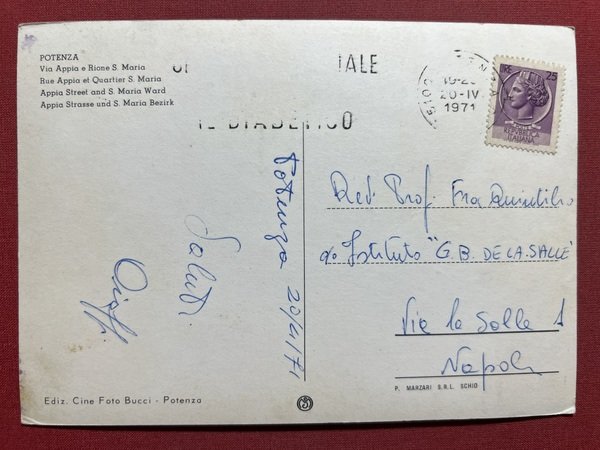 POTENZA
Via Appia e Rione S. Maria
Rue Appia et Quartier S. Maria
Appia Street and S. Maria Ward
Appia Strasse und S. Maria Bezirk
IALE
IL DIABETICO
20-IV
1971
25
REPUBBLICA
ITALIANA
Potenza 20/4/71
Saluti
Rev. Prof. Fra Quintilio
c/o Istituto "G.B. DE LA SALLE"
Via la Salle 1
Napoli
P. MARZARI S.R.L. SCHIO
Ediz. Cine Foto Bucci - Potenza